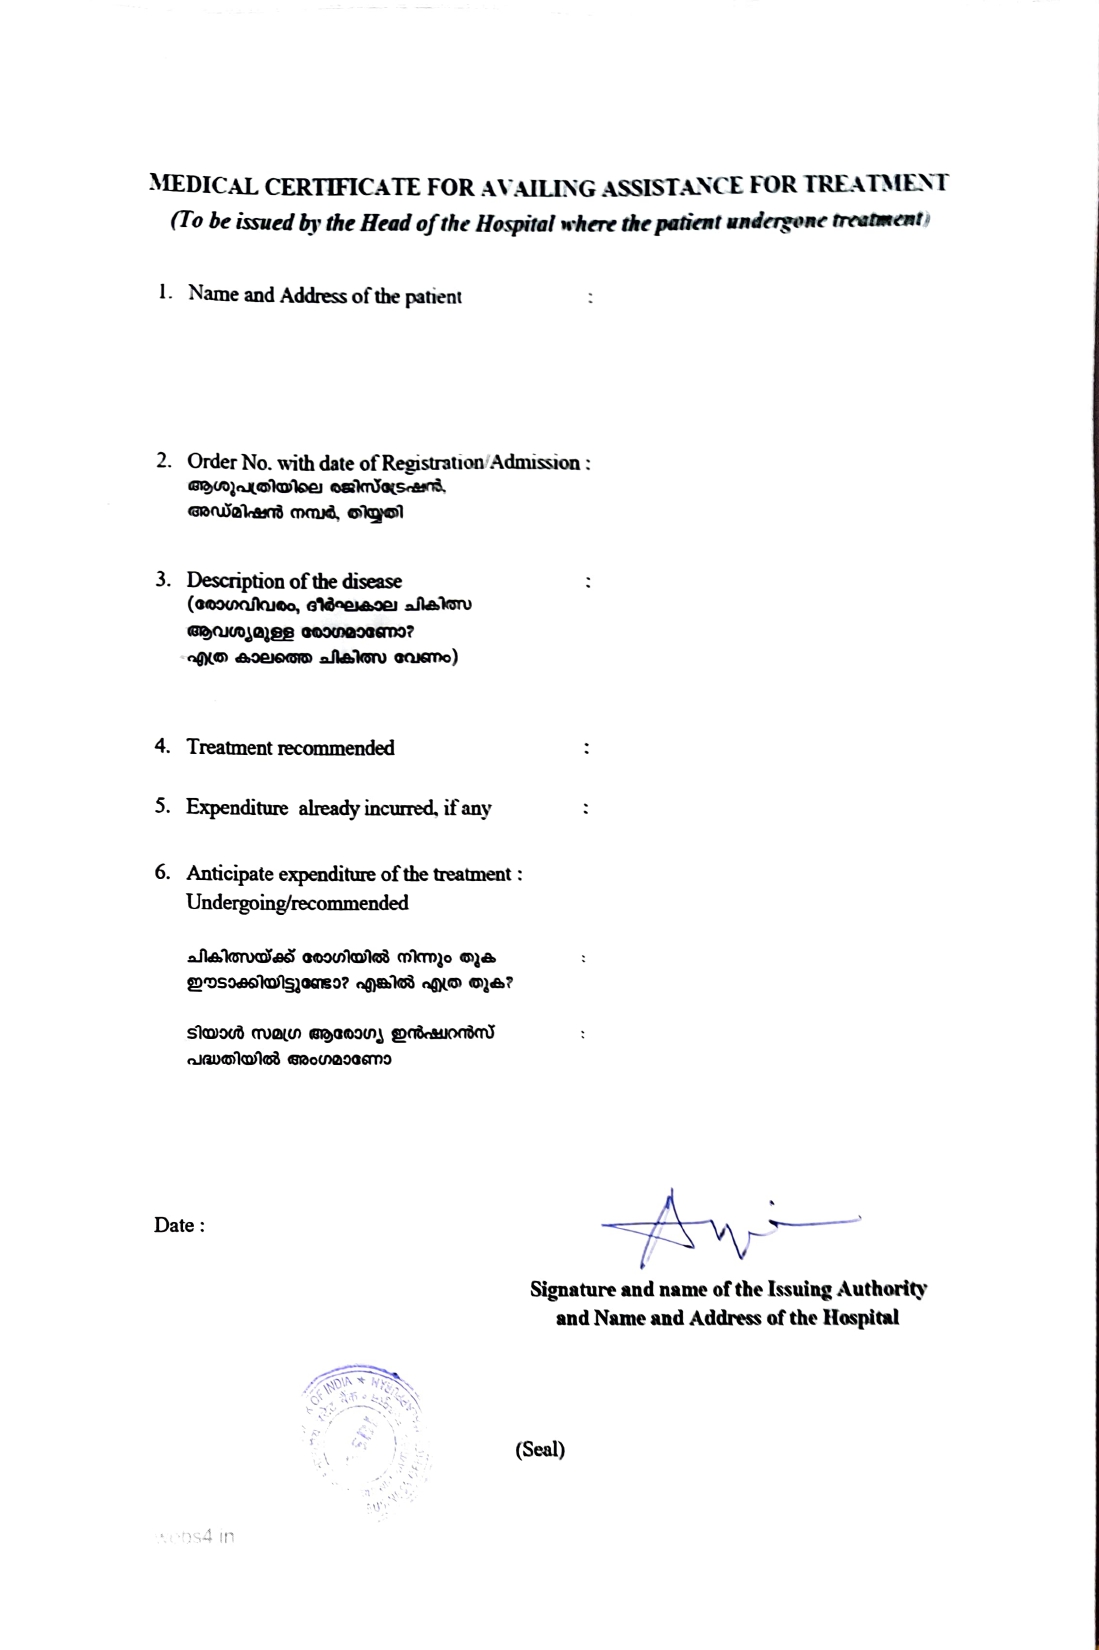 MEDICAL CERTIFICATE FOR AVAILING ASSISTANCE FOR TREATMENT
(To be issued by the Head of the Hospital where the patient undergone treatment)
1. Name and Address of the patient :
2. Order No. with date of Registration/Admission :
ആശുപത്രിയിലെ രജിസ്ട്രേഷൻ,
അഡ്മിഷൻ നമ്പർ, തിയ്യതി
3. Description of the disease :
(രോഗവിവരം, ദീർഘകാല ചികിത്സ
ആവശ്യമുള്ള രോഗമാണോ?
എത്ര കാലത്തെ ചികിത്സ വേണം)
4. Treatment recommended :
5. Expenditure already incurred, if any :
6. Anticipate expenditure of the treatment :
Undergoing/recommended
ചികിത്സയ്ക്ക് രോഗിയിൽ നിന്നും തുക :
ഈടാക്കിയിട്ടുണ്ടോ? എങ്കിൽ എത്ര തുക?
ടിയാൾ സമഗ്ര ആരോഗ്യ ഇൻഷ്വറൻസ് :
പദ്ധതിയിൽ അംഗമാണോ
Date :
Signature and name of the Issuing Authority
and Name and Address of the Hospital
OF INDIA
(Seal)